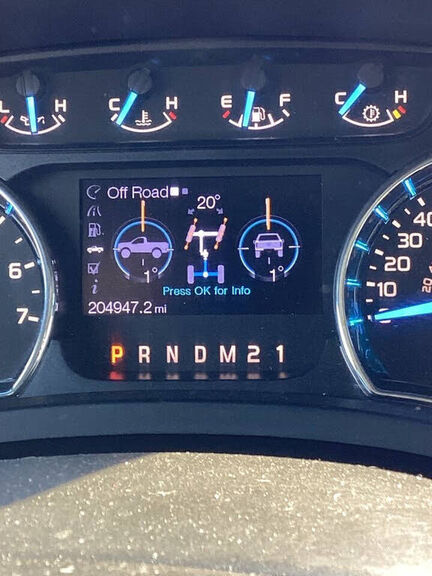 L H C H E F C H
Off Road
20°
1° 1°
Press OK for Info
204947.2 mi
i
6
7
40
30
20
10
P R N D M 2 1